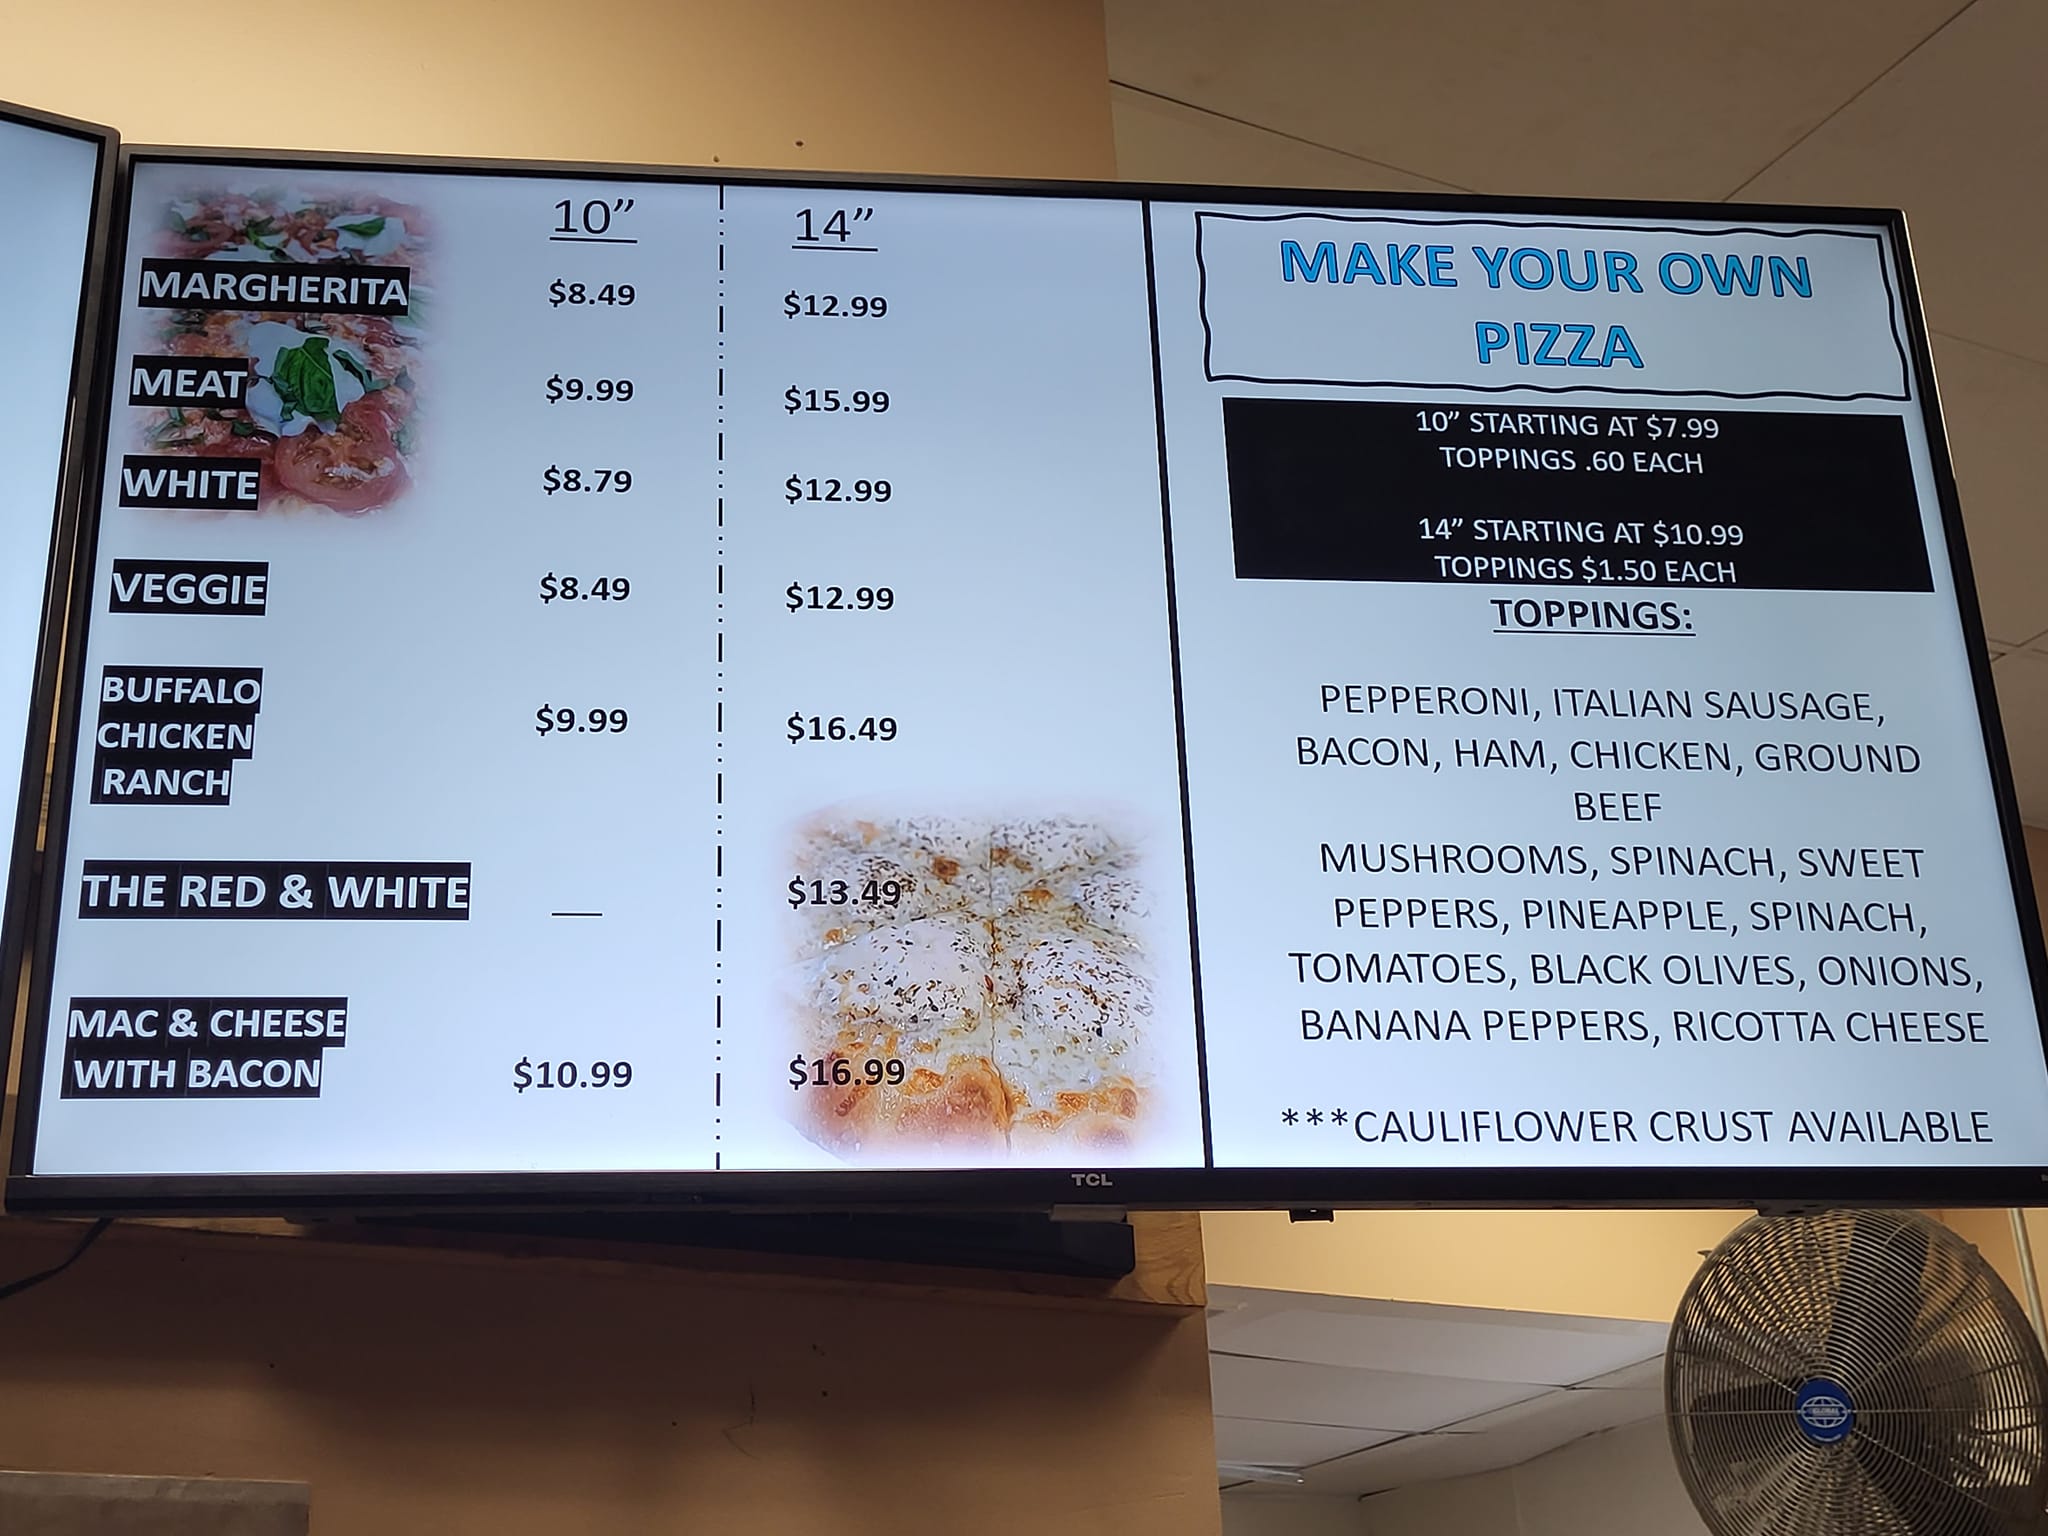 10” 14”
MARGHERITA $8.49 $12.99
MEAT $9.99 $15.99
WHITE $8.79 $12.99
VEGGIE $8.49 $12.99
BUFFALO
CHICKEN $9.99 $16.49
RANCH
THE RED & WHITE __ $13.49
MAC & CHEESE
WITH BACON $10.99 $16.99
MAKE YOUR OWN
PIZZA
10” STARTING AT $7.99
TOPPINGS .60 EACH
14” STARTING AT $10.99
TOPPINGS $1.50 EACH
TOPPINGS:
PEPPERONI, ITALIAN SAUSAGE,
BACON, HAM, CHICKEN, GROUND
BEEF
MUSHROOMS, SPINACH, SWEET
PEPPERS, PINEAPPLE, SPINACH,
TOMATOES, BLACK OLIVES, ONIONS,
BANANA PEPPERS, RICOTTA CHEESE
***CAULIFLOWER CRUST AVAILABLE
TCL
GLOBAL